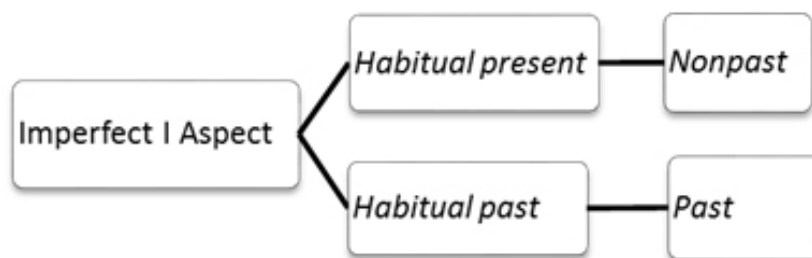 Habitual present
Nonpast
Imperfect I Aspect
Habitual past
Past